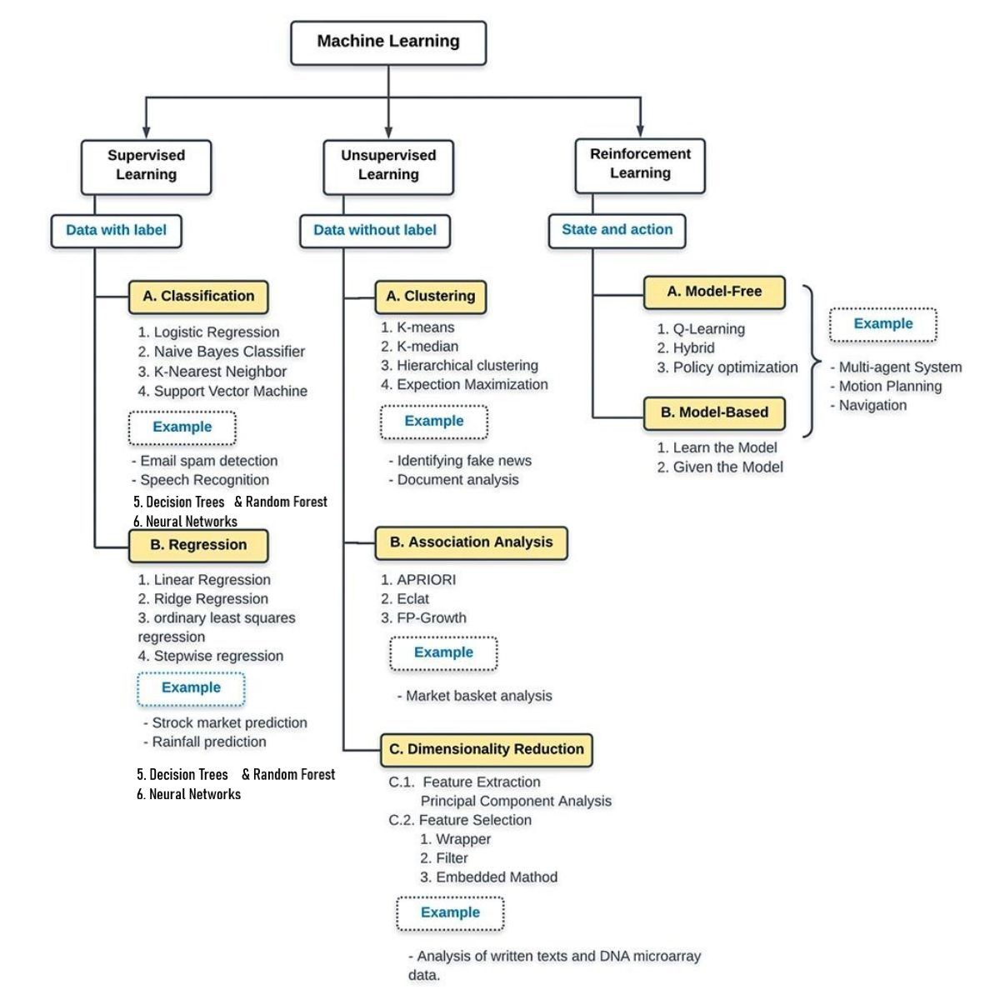 Machine Learning
Supervised
Learning
Data with label
A. Classification
1. Logistic Regression
2. Naive Bayes Classifier
3. K-Nearest Neighbor
4. Support Vector Machine
Example
- Email spam detection
- Speech Recognition
5. Decision Trees & Random Forest
6. Neural Networks
B. Regression
1. Linear Regression
2. Ridge Regression
3. ordinary least squares
regression
4. Stepwise regression
Example
- Strock market prediction
- Rainfall prediction
5. Decision Trees & Random Forest
6. Neural Networks
Unsupervised
Learning
Data without label
A. Clustering
1. K-means
2. K-median
3. Hierarchical clustering
4. Expection Maximization
Example
- Identifying fake news
- Document analysis
B. Association Analysis
1. APRIORI
2. Eclat
3. FP-Growth
Example
- Market basket analysis
C. Dimensionality Reduction
C.1. Feature Extraction
Principal Component Analysis
C.2. Feature Selection
1. Wrapper
2. Filter
3. Embedded Mathod
Example
- Analysis of written texts and DNA microarray
data.
Reinforcement
Learning
State and action
A. Model-Free
1. Q-Learning
2. Hybrid
3. Policy optimization
B. Model-Based
1. Learn the Model
2. Given the Model
Example
- Multi-agent System
- Motion Planning
- Navigation